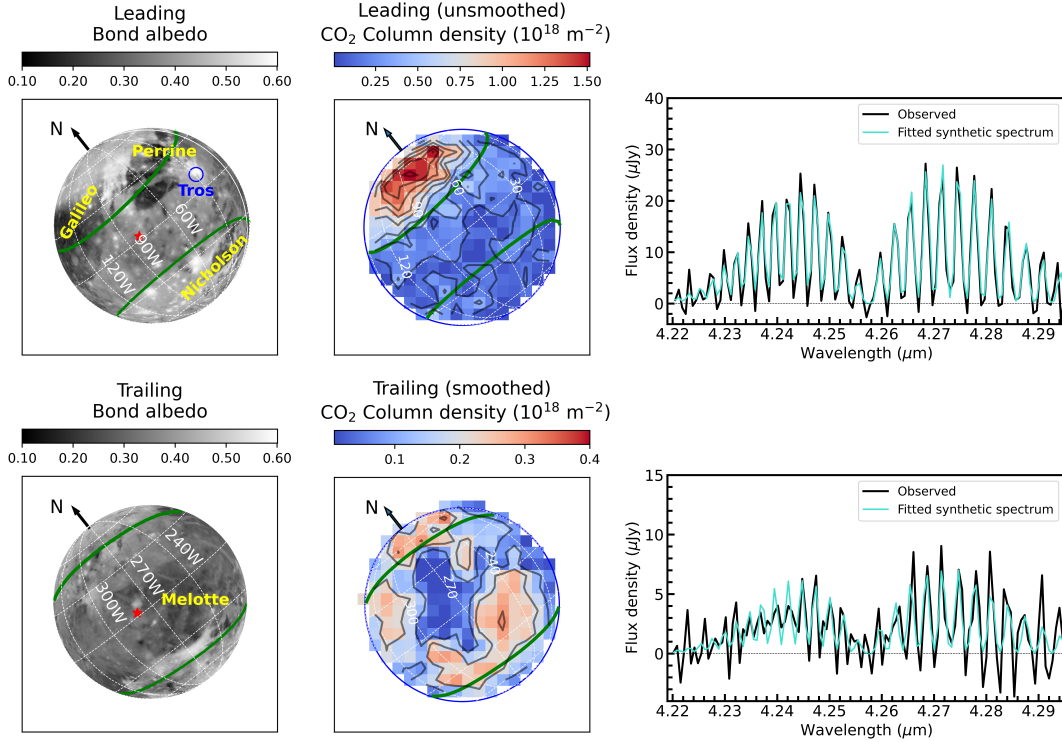 Leading
Bond albedo
0.10 0.20 0.30 0.40 0.50 0.60
N
Perrine
Tros
Galileo
Nicholson
60W
90W
120W
Leading (unsmoothed)
CO₂ Column density (10¹⁸ m⁻²)
0.25 0.75 1.00 1.25 1.50
N
30
60
90
120
40
30
20
10
0
Flux density (μJy)
Observed
Fitted synthetic spectrum
4.22 4.23 4.24 4.25 4.26 4.27 4.28 4.29
Wavelength (μm)
Trailing
Bond albedo
0.10 0.20 0.30 0.40 0.50 0.60
N
240W
270W
300W
Melotte
Trailing (smoothed)
CO₂ Column density (10¹⁸ m⁻²)
0.1 0.2 0.3 0.4
N
240
270
300
15
10
5
0
Flux density (μJy)
Observed
Fitted synthetic spectrum
4.22 4.23 4.24 4.25 4.26 4.27 4.28 4.29
Wavelength (μm)